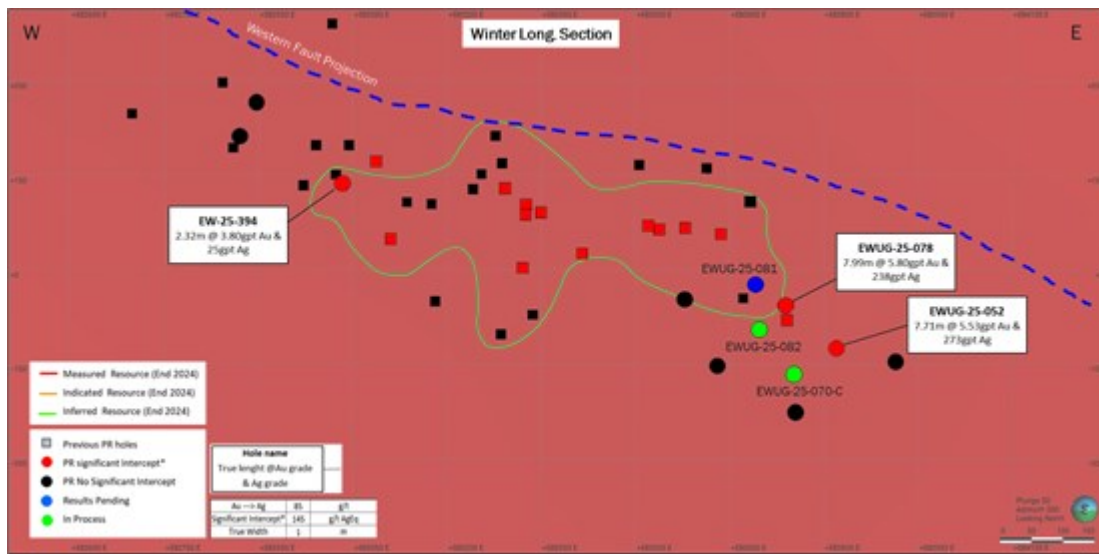 W
Winter Long. Section
E
Western Fault Projection
EW-25-394
2.32m @ 3.80gpt Au &
25gpt Ag
EWUG-25-081
EWUG-25-078
7.99m @ 5.80gpt Au &
238gpt Ag
EWUG-25-052
7.71m @ 5.53gpt Au &
273gpt Ag
EWUG-25-082
EWUG-25-070-C
Measured Resource (End 2024)
Indicated Resource (End 2024)
Inferred Resource (End 2024)
Previous PR holes
PR significant Intercept*
PR No Significant Intercept
Results Pending
In Process
Hole name
True lenght @Au grade
& Ag grade
Au --> Ag 85 g/t
Significant Intercept* 145 g/t AgEq
True Width 1 m
Looking North